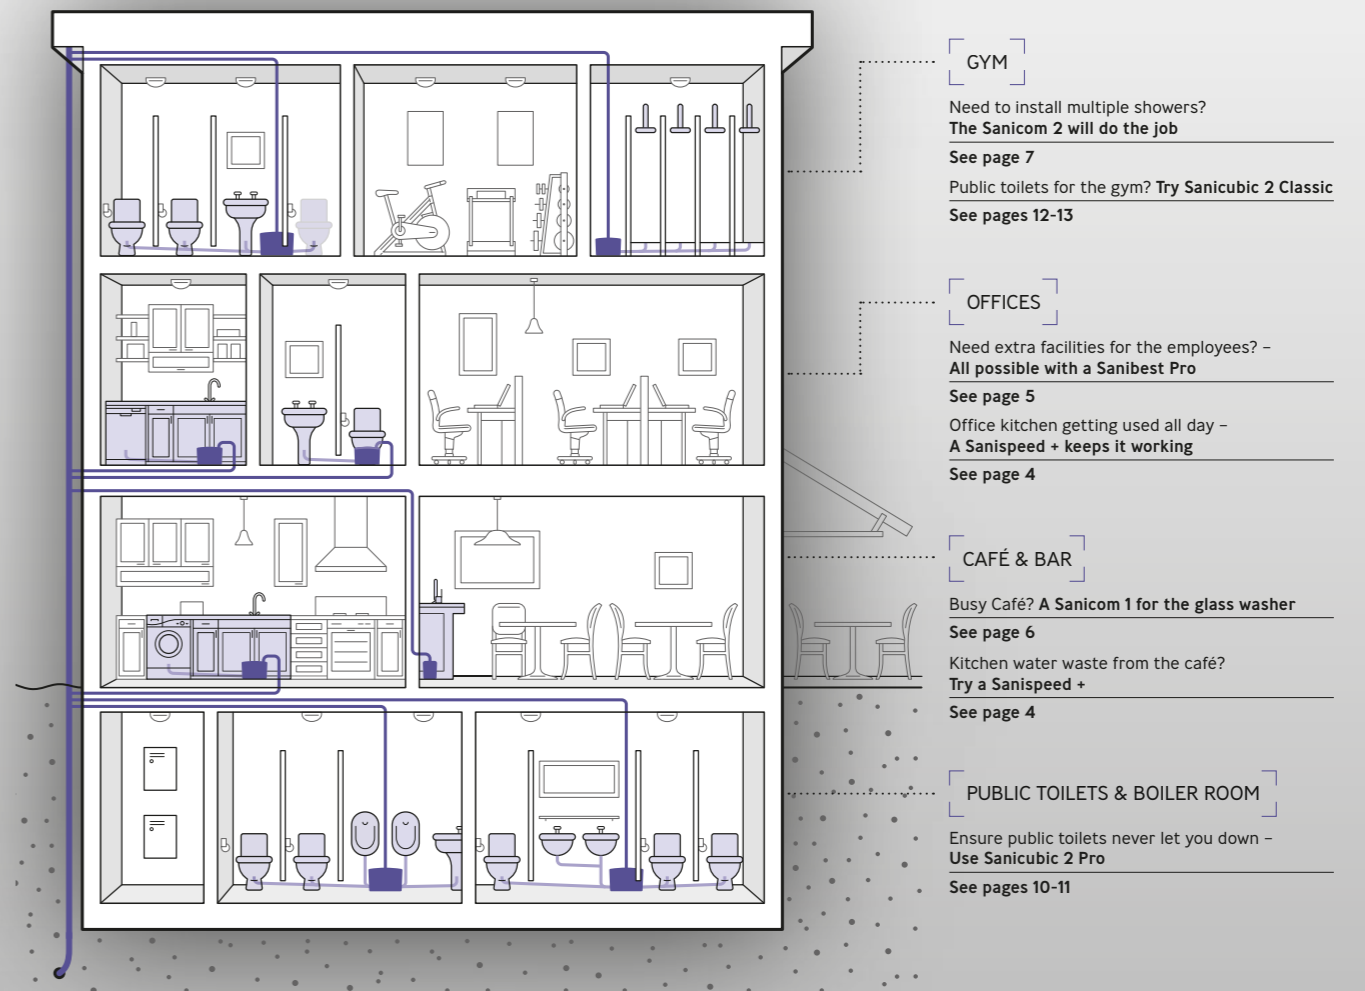 GYM
Need to install multiple showers?
The Sanicom 2 will do the job
See page 7
Public toilets for the gym? Try Sanicubic 2 Classic
See pages 12-13
OFFICES
Need extra facilities for the employees? –
All possible with a Sanibest Pro
See page 5
Office kitchen getting used all day –
A Sanispeed + keeps it working
See page 4
CAFÉ & BAR
Busy Café? A Sanicom 1 for the glass washer
See page 6
Kitchen water waste from the café?
Try a Sanispeed +
See page 4
PUBLIC TOILETS & BOILER ROOM
Ensure public toilets never let you down –
Use Sanicubic 2 Pro
See pages 10-11